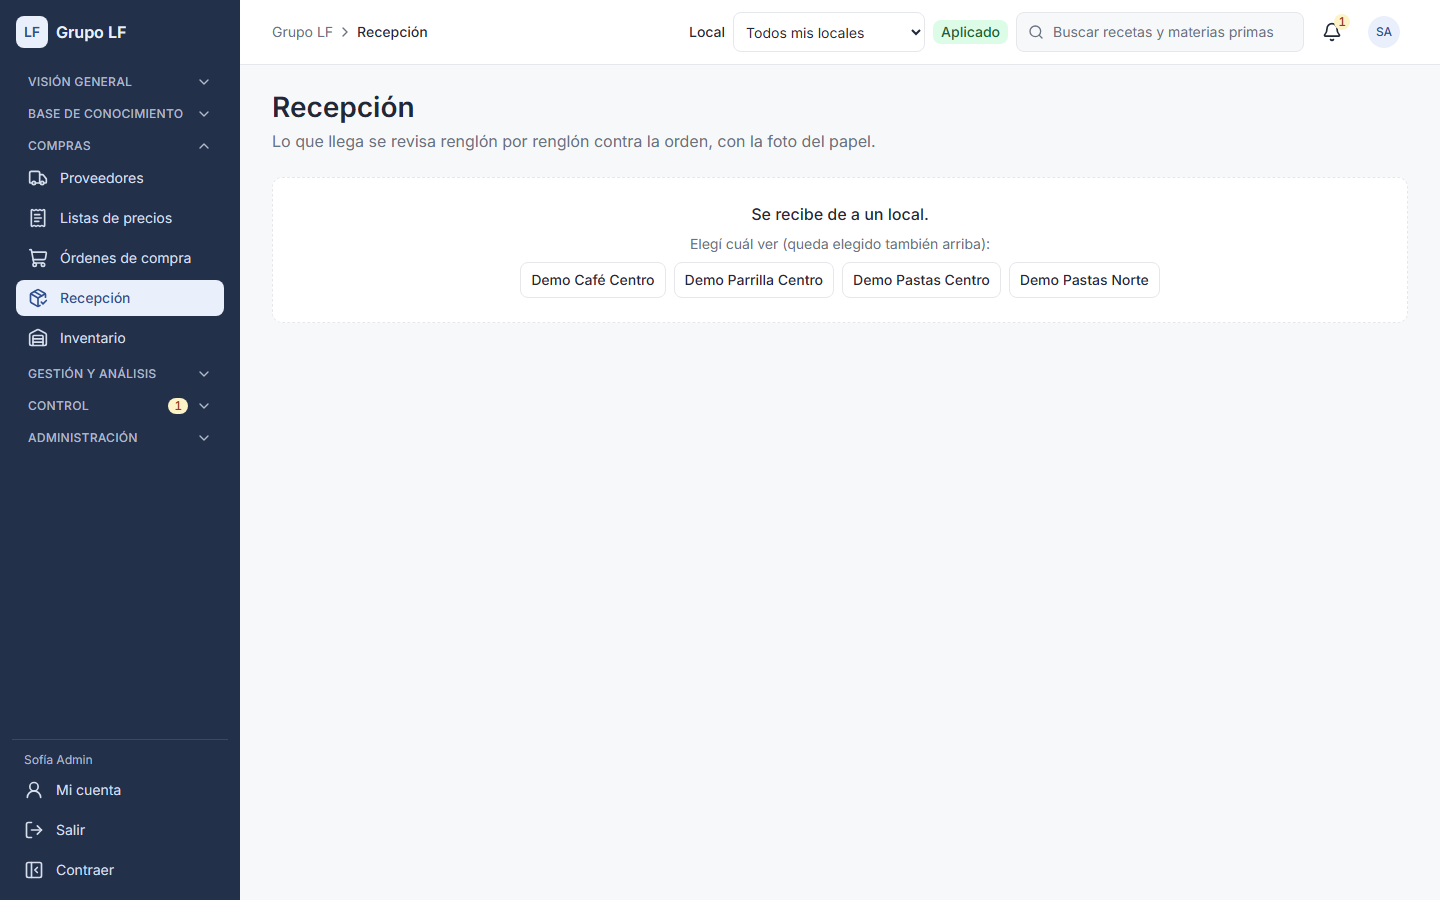 LF Grupo LF
VISIÓN GENERAL
BASE DE CONOCIMIENTO
COMPRAS
Proveedores
Listas de precios
Órdenes de compra
Recepción
Inventario
GESTIÓN Y ANÁLISIS
CONTROL 1
ADMINISTRACIÓN
Sofía Admin
Mi cuenta
Salir
Contraer
Grupo LF > Recepción
Local Todos mis locales Aplicado Buscar recetas y materias primas 1 SA
Recepción
Lo que llega se revisa renglón por renglón contra la orden, con la foto del papel.
Se recibe de a un local.
Elegí cuál ver (queda elegido también arriba):
Demo Café Centro Demo Parrilla Centro Demo Pastas Centro Demo Pastas Norte